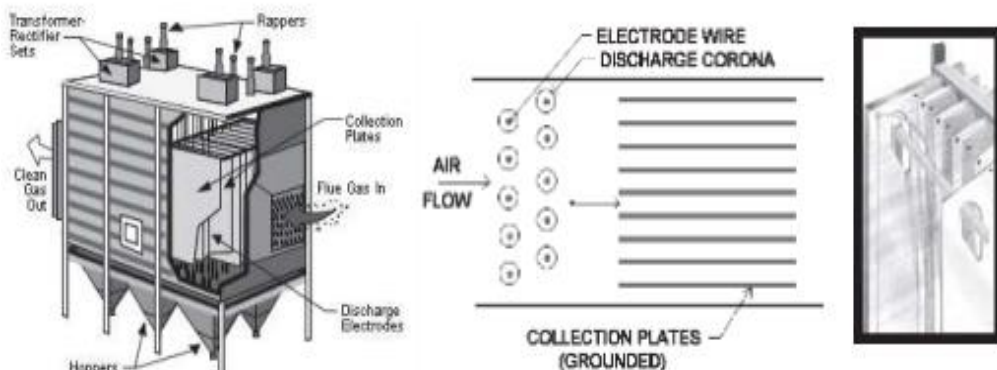 Transformer-
Rectifier
Sets
Rappers
Collection
Plates
Clean
Gas
Out
Flue Gas In
Discharge
Electrodes
Hoppers
ELECTRODE WIRE
DISCHARGE CORONA
AIR
FLOW
COLLECTION PLATES
(GROUNDED)